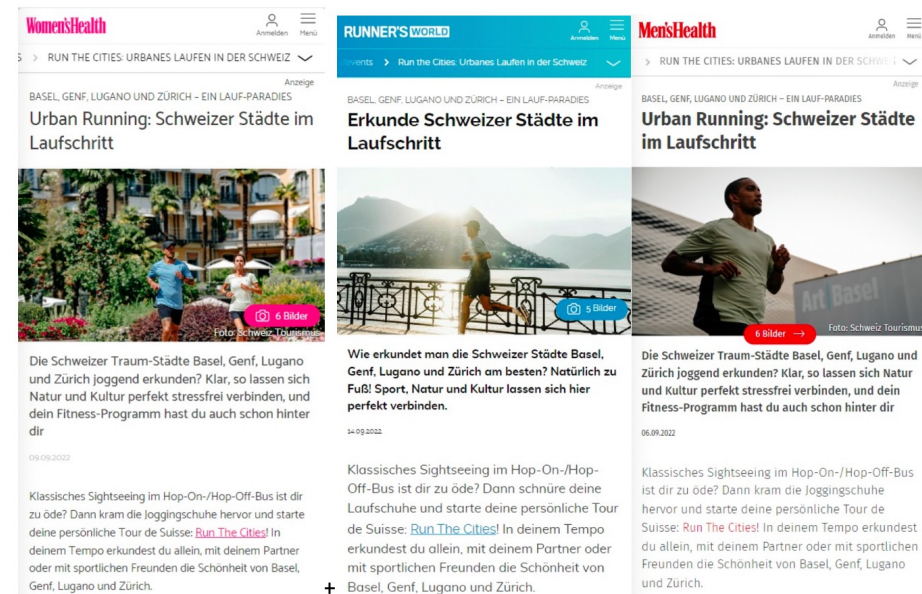 Women'sHealth
Anmelden Menü
S > RUN THE CITIES: URBANES LAUFEN IN DER SCHWEIZ
Anzeige
BASEL, GENF, LUGANO UND ZÜRICH – EIN LAUF-PARADIES
Urban Running: Schweizer Städte im
Laufschritt
6 Bilder
Foto: Schweiz Tourismus
Die Schweizer Traum-Städte Basel, Genf, Lugano
und Zürich joggend erkunden? Klar, so lassen sich
Natur und Kultur perfekt stressfrei verbinden, und
dein Fitness-Programm hast du auch schon hinter
dir
09.09.2022
Klassisches Sightseeing im Hop-On-/Hop-Off-Bus ist dir
zu öde? Dann kram die Joggingschuhe hervor und starte
deine persönliche Tour de Suisse: Run The Cities! In
deinem Tempo erkundest du allein, mit deinem Partner
oder mit sportlichen Freunden die Schönheit von Basel,
Genf, Lugano und Zürich.
+
RUNNER'S WORLD
Anmelden Menü
events > Run the Cities: Urbanes Laufen in der Schweiz
Anzeige
BASEL, GENF, LUGANO UND ZÜRICH – EIN LAUF-PARADIES
Erkunde Schweizer Städte im
Laufschritt
5 Bilder
Wie erkundet man die Schweizer Städte Basel,
Genf, Lugano und Zürich am besten? Natürlich zu
Fuß! Sport, Natur und Kultur lassen sich hier
perfekt verbinden.
14.09.2022
Klassisches Sightseeing im Hop-On-/Hop-
Off-Bus ist dir zu öde? Dann schnüre deine
Laufschuhe und starte deine persönliche Tour
de Suisse: Run The Cities! In deinem Tempo
erkundest du allein, mit deinem Partner oder
mit sportlichen Freunden die Schönheit von
Basel, Genf, Lugano und Zürich.
Men'sHealth
Anmelden Menü
> RUN THE CITIES: URBANES LAUFEN IN DER SCHWEI
Anzeige
BASEL, GENF, LUGANO UND ZÜRICH – EIN LAUF-PARADIES
Urban Running: Schweizer Städte
im Laufschritt
Art Basel
6 Bilder →
Foto: Schweiz Tourismus
Die Schweizer Traum-Städte Basel, Genf, Lugano und
Zürich joggend erkunden? Klar, so lassen sich Natur
und Kultur perfekt stressfrei verbinden, und dein
Fitness-Programm hast du auch schon hinter dir
06.09.2022
Klassisches Sightseeing im Hop-On-/Hop-Off-Bus
ist dir zu öde? Dann kram die Joggingschuhe
hervor und starte deine persönliche Tour de
Suisse: Run The Cities! In deinem Tempo erkundest
du allein, mit deinem Partner oder mit sportlichen
Freunden die Schönheit von Basel, Genf, Lugano
und Zürich.